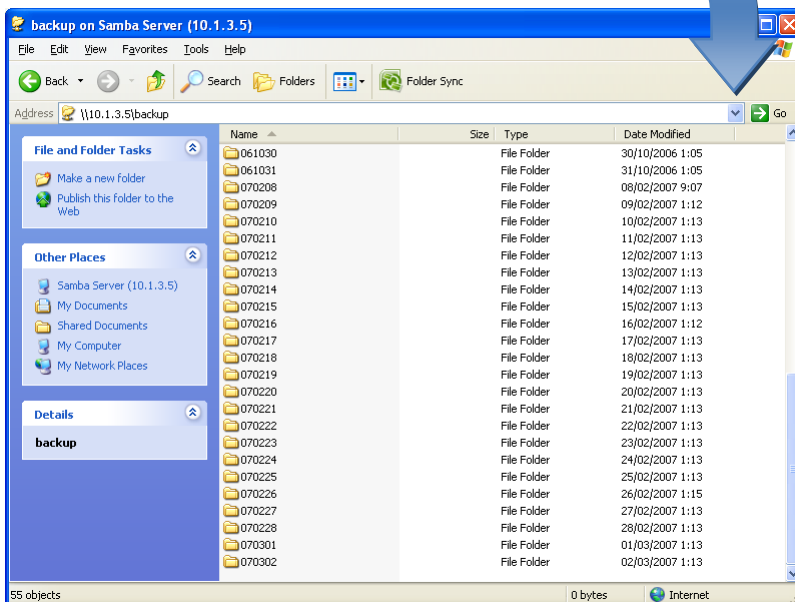 backup on Samba Server (10.1.3.5)
File Edit View Favorites Tools Help
Back Search Folders Folder Sync
Address \\10.1.3.5\backup Go
File and Folder Tasks
Make a new folder
Publish this folder to the
Web
Other Places
Samba Server (10.1.3.5)
My Documents
Shared Documents
My Computer
My Network Places
Details
backup
Name Size Type Date Modified
061030 File Folder 30/10/2006 1:05
061031 File Folder 31/10/2006 1:05
070208 File Folder 08/02/2007 9:07
070209 File Folder 09/02/2007 1:12
070210 File Folder 10/02/2007 1:13
070211 File Folder 11/02/2007 1:13
070212 File Folder 12/02/2007 1:13
070213 File Folder 13/02/2007 1:13
070214 File Folder 14/02/2007 1:13
070215 File Folder 15/02/2007 1:13
070216 File Folder 16/02/2007 1:12
070217 File Folder 17/02/2007 1:13
070218 File Folder 18/02/2007 1:13
070219 File Folder 19/02/2007 1:13
070220 File Folder 20/02/2007 1:13
070221 File Folder 21/02/2007 1:13
070222 File Folder 22/02/2007 1:13
070223 File Folder 23/02/2007 1:13
070224 File Folder 24/02/2007 1:13
070225 File Folder 25/02/2007 1:13
070226 File Folder 26/02/2007 1:15
070227 File Folder 27/02/2007 1:13
070228 File Folder 28/02/2007 1:13
070301 File Folder 01/03/2007 1:13
070302 File Folder 02/03/2007 1:13
55 objects 0 bytes Internet